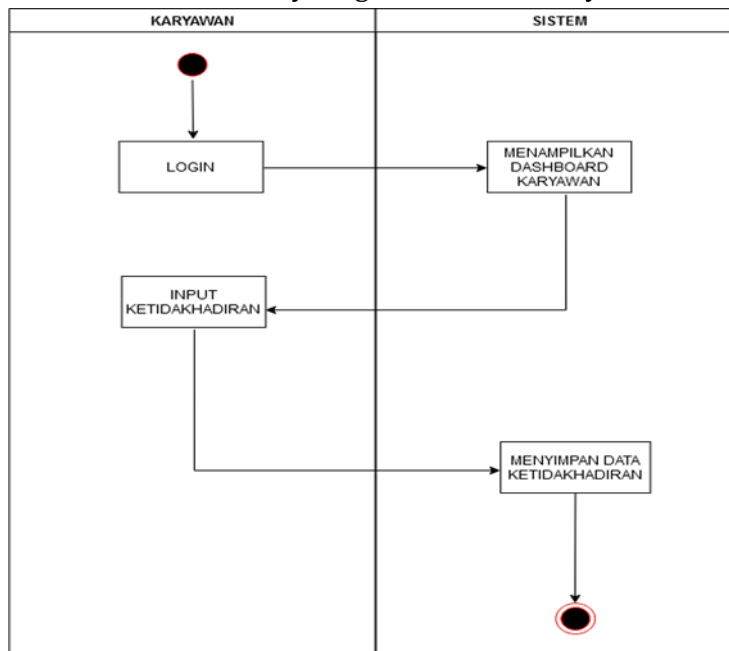 KARYAWAN
SISTEM
LOGIN
MENAMPILKAN
DASHBOARD
KARYAWAN
INPUT
KETIDAKHADIRAN
MENYIMPAN DATA
KETIDAKHADIRAN